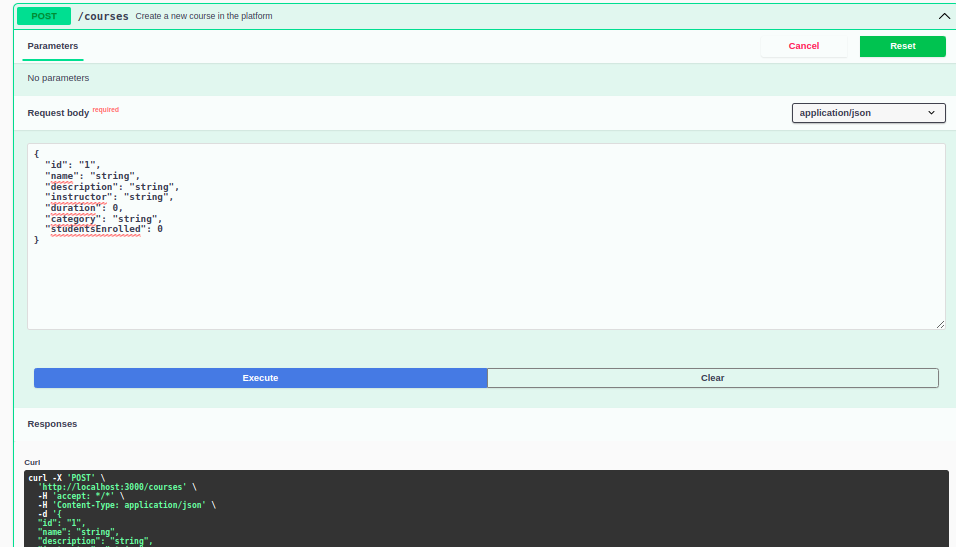 POST /courses Create a new course in the platform
Parameters Cancel Reset
No parameters
Request body required application/json
{
"id": "1",
"name": "string",
"description": "string",
"instructor": "string",
"duration": 0,
"category": "string",
"studentsEnrolled": 0
}
Execute Clear
Responses
Curl
curl -X 'POST' \
'http://localhost:3000/courses' \
-H 'accept: */*' \
-H 'Content-Type: application/json' \
-d '{
"id": "1",
"name": "string",
"description": "string",